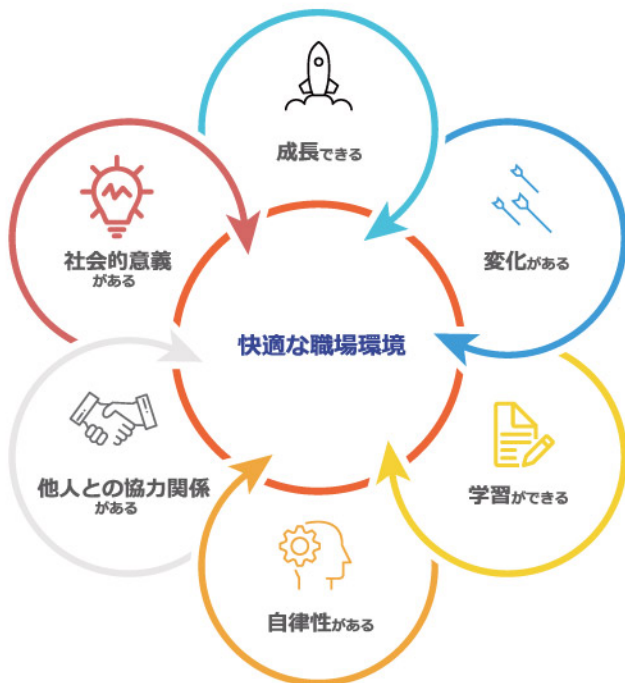 成長できる
変化がある
社会的意義
がある
快適な職場環境
他人との協力関係
がある
学習ができる
自律性がある